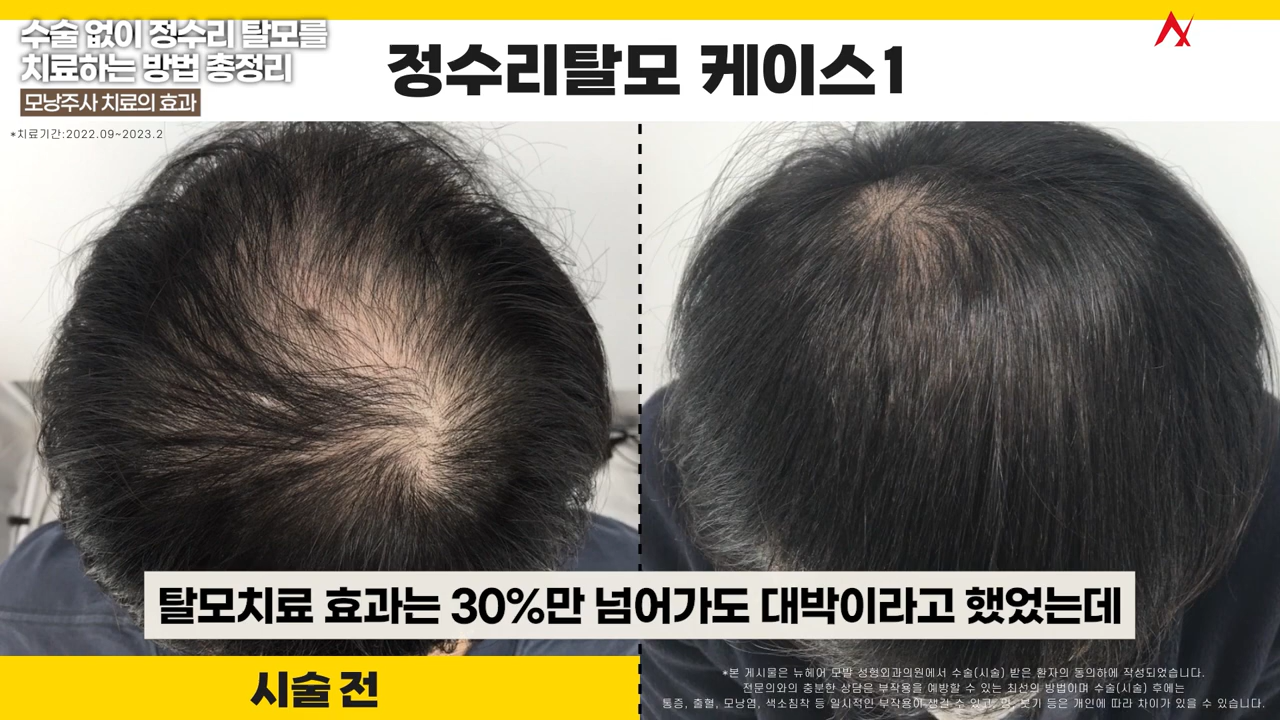 수술 없이 정수리 탈모를
치료하는 방법 총정리
모낭주사 치료의 효과
정수리탈모 케이스1
*치료기간:2022.09~2023.2
탈모치료 효과는 30%만 넘어가도 대박이라고 했었는데
시술 전
*본 게시물은 뉴헤어 모발 성형외과의원에서 수술(시술) 받은 환자의 동의하에 작성되었습니다.
전문의와의 충분한 상담은 부작용을 예방할 수 있는 최선의 방법이며 수술(시술) 후에는
통증, 출혈, 모낭염, 색소침착 등 일시적인 부작용이 생길 수 있고, 만 보기 등은 개인에 따라 차이가 있을 수 있습니다.